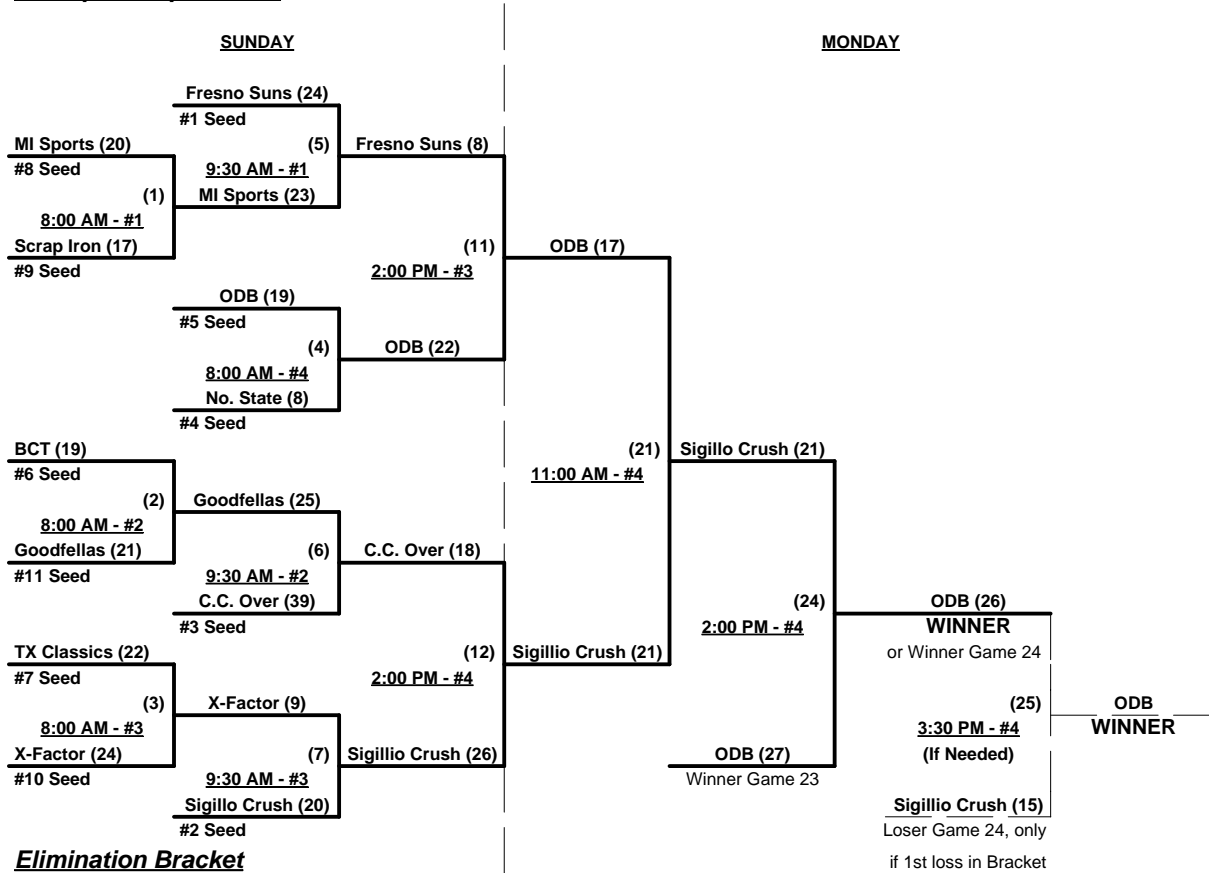 SUNDAY
MONDAY
Fresno Suns (24)
#1 Seed
MI Sports (20)
(5)
Fresno Suns (8)
#8 Seed
9:30 AM - #1
(1)
MI Sports (23)
8:00 AM - #1
Scrap Iron (17)
(11)
ODB (17)
#9 Seed
2:00 PM - #3
ODB (19)
#5 Seed
(4)
ODB (22)
8:00 AM - #4
No. State (8)
#4 Seed
BCT (19)
(21)
Sigillo Crush (21)
#6 Seed
11:00 AM - #4
(2)
Goodfellas (25)
8:00 AM - #2
Goodfellas (21)
(6)
C.C. Over (18)
#11 Seed
9:30 AM - #2
C.C. Over (39)
(24)
ODB (26)
#3 Seed
2:00 PM - #4
WINNER
TX Classics (22)
(12)
Sigillio Crush (21)
or Winner Game 24
#7 Seed
2:00 PM - #4
(3)
X-Factor (9)
(25)
ODB
8:00 AM - #3
3:30 PM - #4
WINNER
X-Factor (24)
(7)
Sigillio Crush (26)
ODB (27)
(If Needed)
#10 Seed
9:30 AM - #3
Winner Game 23
Sigillo Crush (20)
Sigillio Crush (15)
#2 Seed
Loser Game 24, only
Elimination Bracket
if 1st loss in Bracket